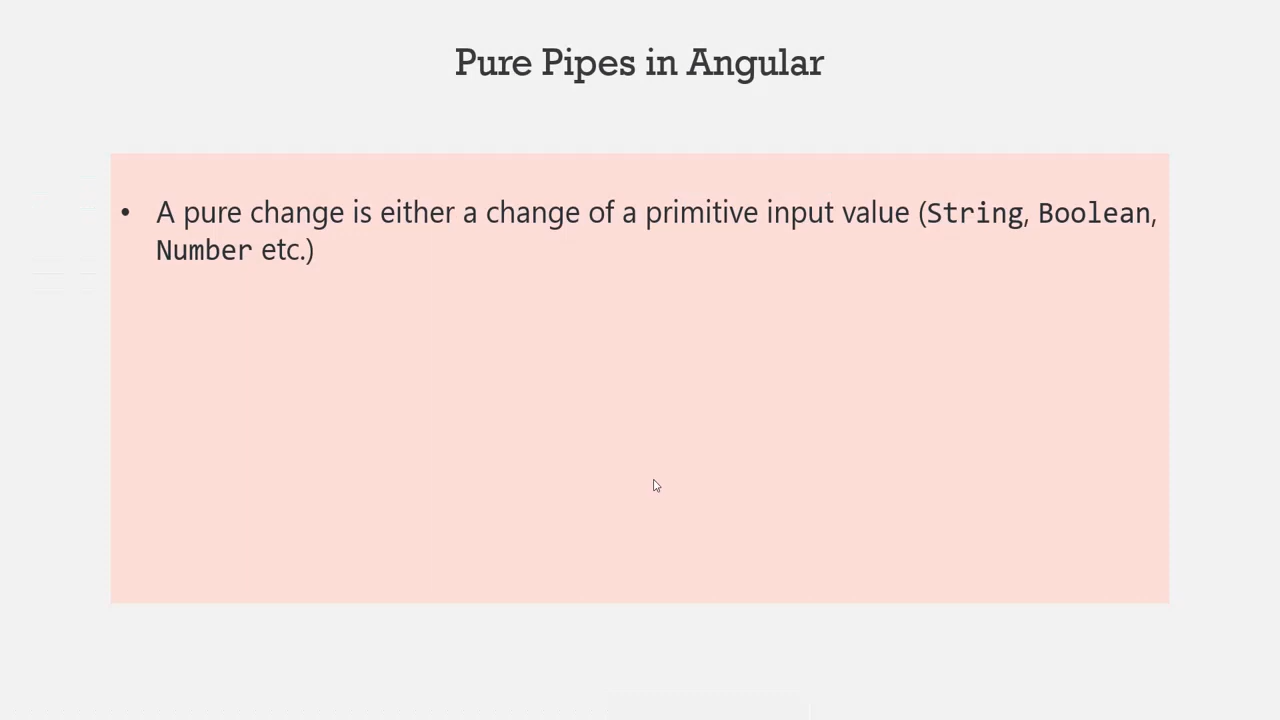 Pure Pipes in Angular
• A pure change is either a change of a primitive input value (String, Boolean,
Number etc.)